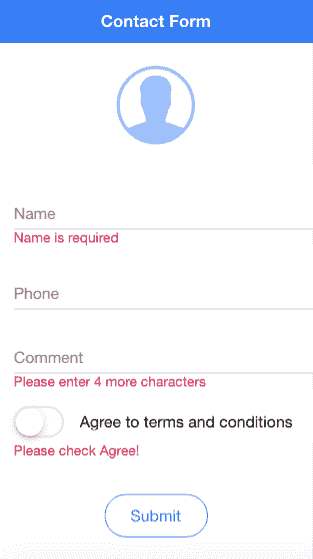 Contact Form
Name
Name is required
Phone
Comment
Please enter 4 more characters
Agree to terms and conditions
Please check Agree!
Submit